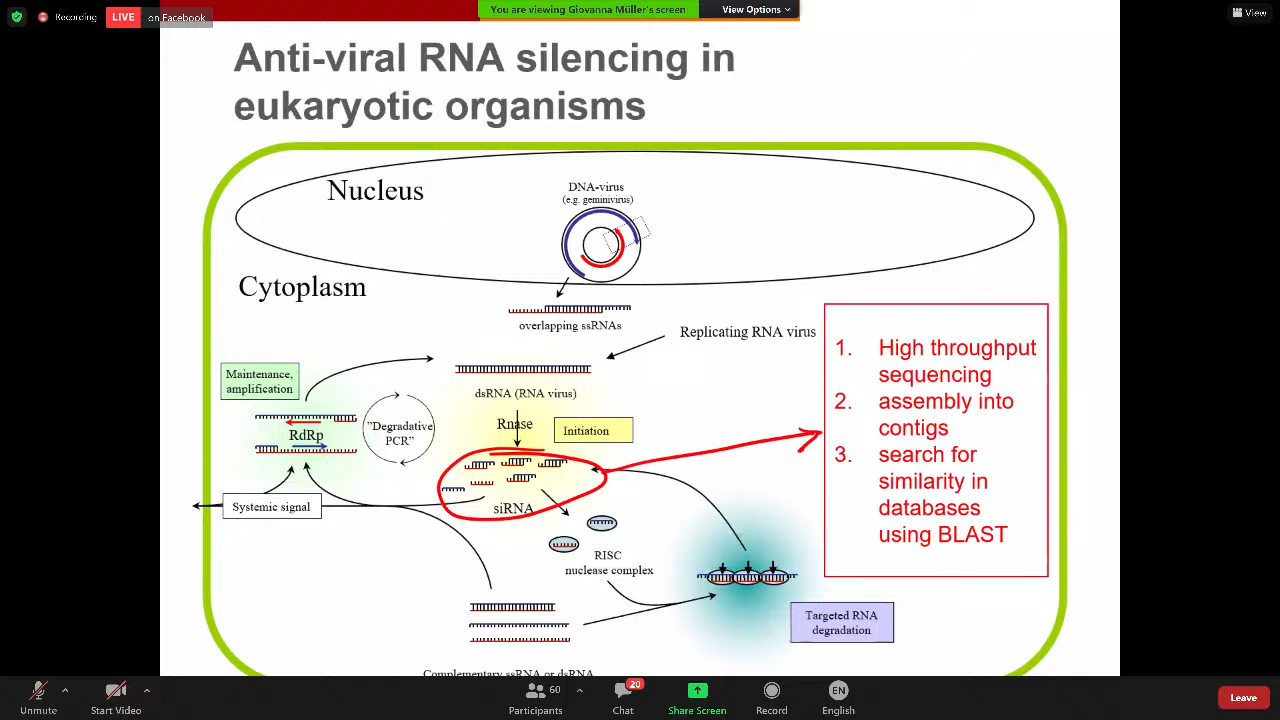 Recording
LIVE
on Facebook
You are viewing Giovanna Müller's screen
View Options
View
Anti-viral RNA silencing in
eukaryotic organisms
Nucleus
DNA-virus
(e.g. geminivirus)
Cytoplasm
overlapping ssRNAs
Replicating RNA virus
Maintenance,
amplification
dsRNA (RNA virus)
RdRp
"Degradative
PCR"
Rnase
Initiation
Systemic signal
siRNA
RISC
nuclease complex
Targeted RNA
degradation
Complementary ssRNA or dsRNA
1. High throughput
sequencing
2. assembly into
contigs
3. search for
similarity in
databases
using BLAST
Unmute
Start Video
60
Participants
20
Chat
Share Screen
Record
EN
English
Leave